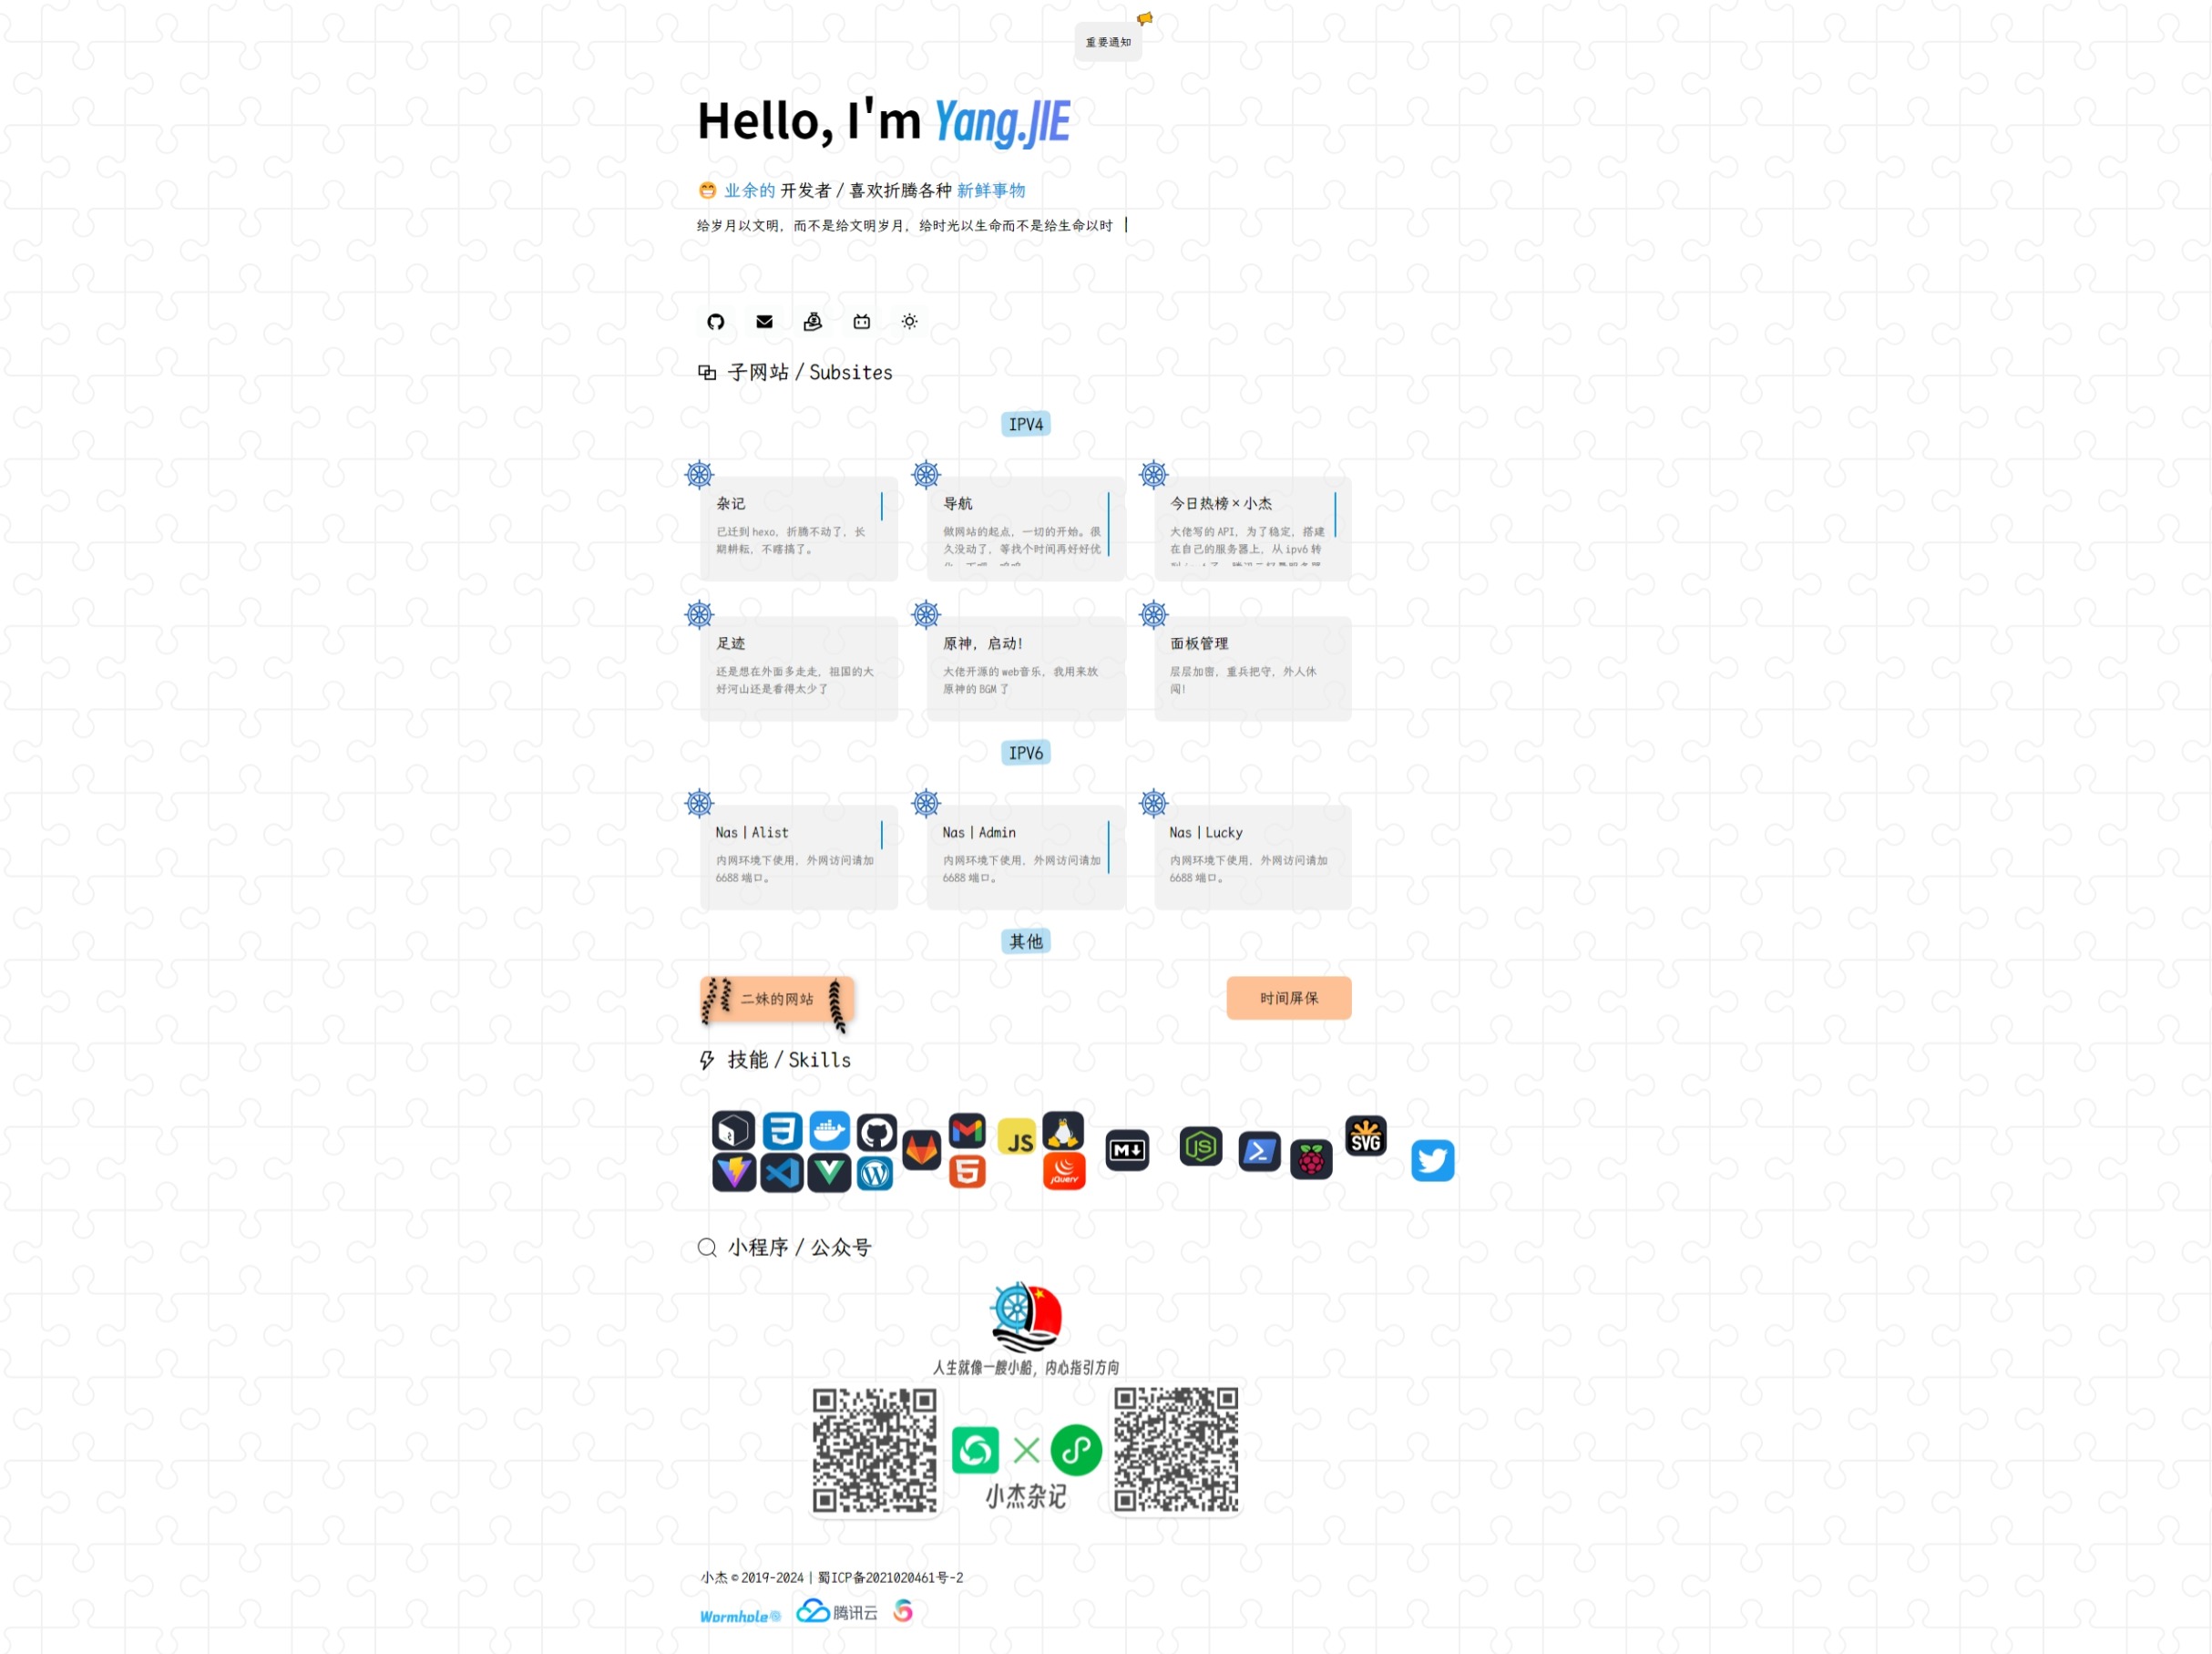 重要通知
Hello, I'm Yang.JIE
业余的 开发者 / 喜欢折腾各种 新鲜事物
给岁月以文明, 而不是给文明岁月, 给时光以生命而不是给生命以时
子网站 / Subsites
IPV4
杂记
已迁到 hexo, 折腾不动了, 长
期耕耘, 不瞎搞了。
导航
做网站的起点, 一切的开始。很
久没动了, 等找个时间再好好优
今日热榜 × 小杰
大佬写的 API, 为了稳定, 搭建
在自己的服务器上, 从 ipv6 转
足迹
还是想在外面多走走, 祖国的大
好河山还是看得太少了
原神, 启动!
大佬开源的 web音乐, 我用来放
原神的 BGM 了
面板管理
层层加密, 重兵把守, 外人休
闯!
IPV6
Nas | Alist
内网环境下使用, 外网访问请加
6688 端口。
Nas | Admin
内网环境下使用, 外网访问请加
6688 端口。
Nas | Lucky
内网环境下使用, 外网访问请加
6688 端口。
其他
二妹的网站
时间屏保
技能 / Skills
JS
M
JS
SVG
jQuery
小程序 / 公众号
人生就像一艘小船, 内心指引方向
小杰杂记
小杰 © 2019-2024 | 蜀ICP备2021020461号-2
Wormhole
腾讯云